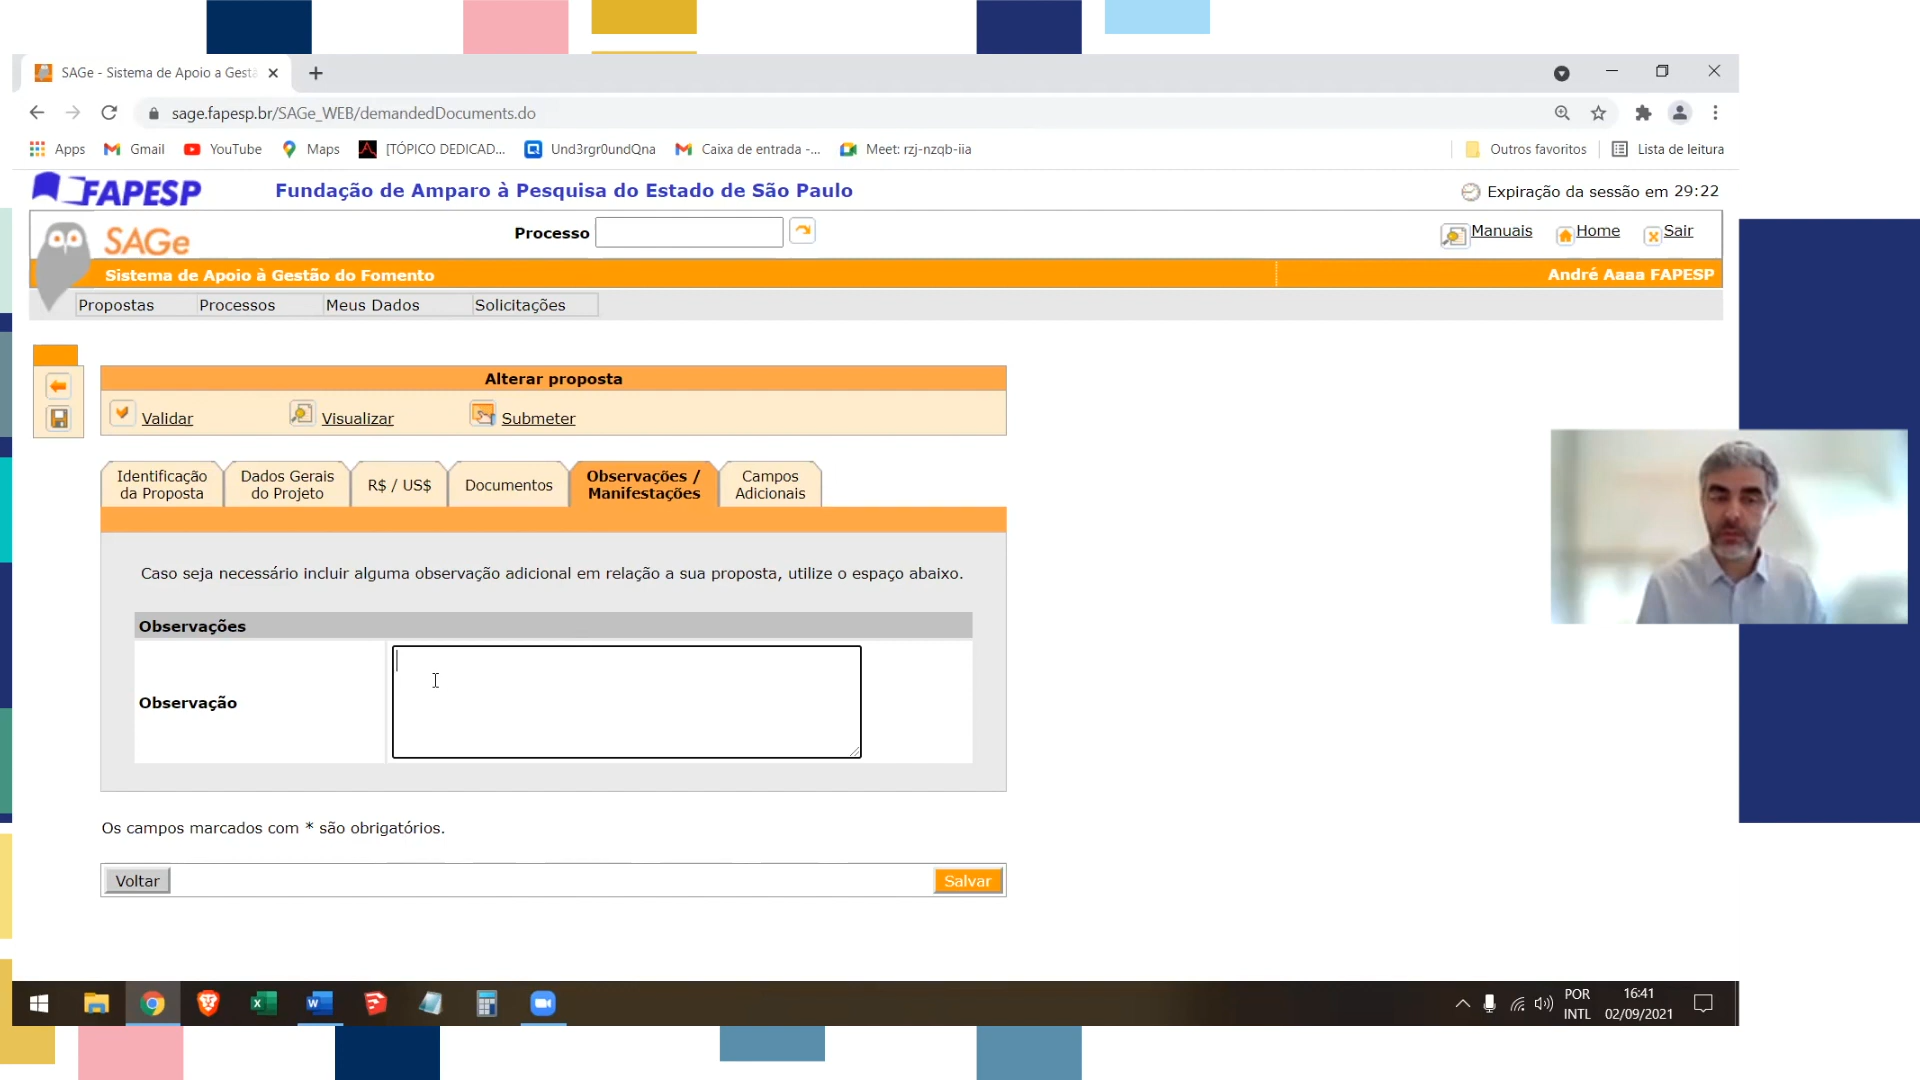 SAGe - Sistema de Apoio a Gestã
sage.fapesp.br/SAGe_WEB/demandedDocuments.do
Apps Gmail YouTube Maps [TÓPICO DEDICAD... Und3rgr0undQna Caixa de entrada -... Meet: rzj-nzqb-iia Outros favoritos Lista de leitura
FAPESP Fundação de Amparo à Pesquisa do Estado de São Paulo Expiração da sessão em 29:22
SAGe Processo Manuais Home Sair
Sistema de Apoio à Gestão do Fomento André Aaaa FAPESP
Propostas Processos Meus Dados Solicitações
Alterar proposta
Validar Visualizar Submeter
Identificação da Proposta
Dados Gerais do Projeto
R$ / US$
Documentos
Observações / Manifestações
Campos Adicionais
Caso seja necessário incluir alguma observação adicional em relação a sua proposta, utilize o espaço abaixo.
Observações
Observação
Os campos marcados com * são obrigatórios.
Voltar Salvar
POR 16:41
INTL 02/09/2021